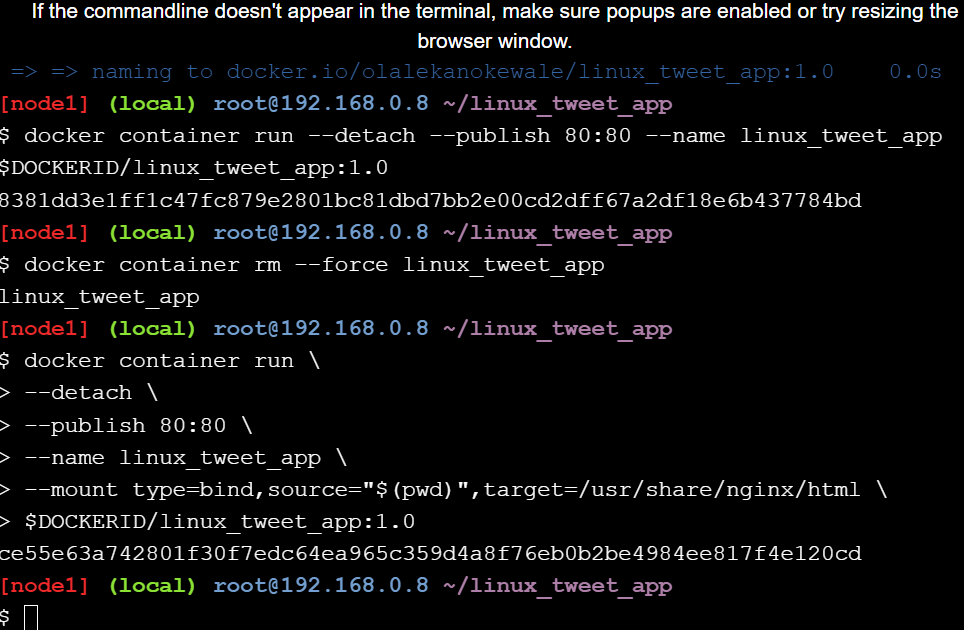 If the commandline doesn't appear in the terminal, make sure popups are enabled or try resizing the
browser window.
=> => naming to docker.io/olalekanokewale/linux_tweet_app:1.0    0.0s
[node1] (local) root@192.168.0.8 ~/linux_tweet_app
$ docker container run --detach --publish 80:80 --name linux_tweet_app
$DOCKERID/linux_tweet_app:1.0
8381dd3e1ff1c47fc879e2801bc81dbd7bb2e00cd2dff67a2df18e6b437784bd
[node1] (local) root@192.168.0.8 ~/linux_tweet_app
$ docker container rm --force linux_tweet_app
linux_tweet_app
[node1] (local) root@192.168.0.8 ~/linux_tweet_app
$ docker container run \
> --detach \
> --publish 80:80 \
> --name linux_tweet_app \
> --mount type=bind,source="$(pwd)",target=/usr/share/nginx/html \
> $DOCKERID/linux_tweet_app:1.0
ce55e63a742801f30f7edc64ea965c359d4a8f76eb0b2be4984ee817f4e120cd
[node1] (local) root@192.168.0.8 ~/linux_tweet_app
$